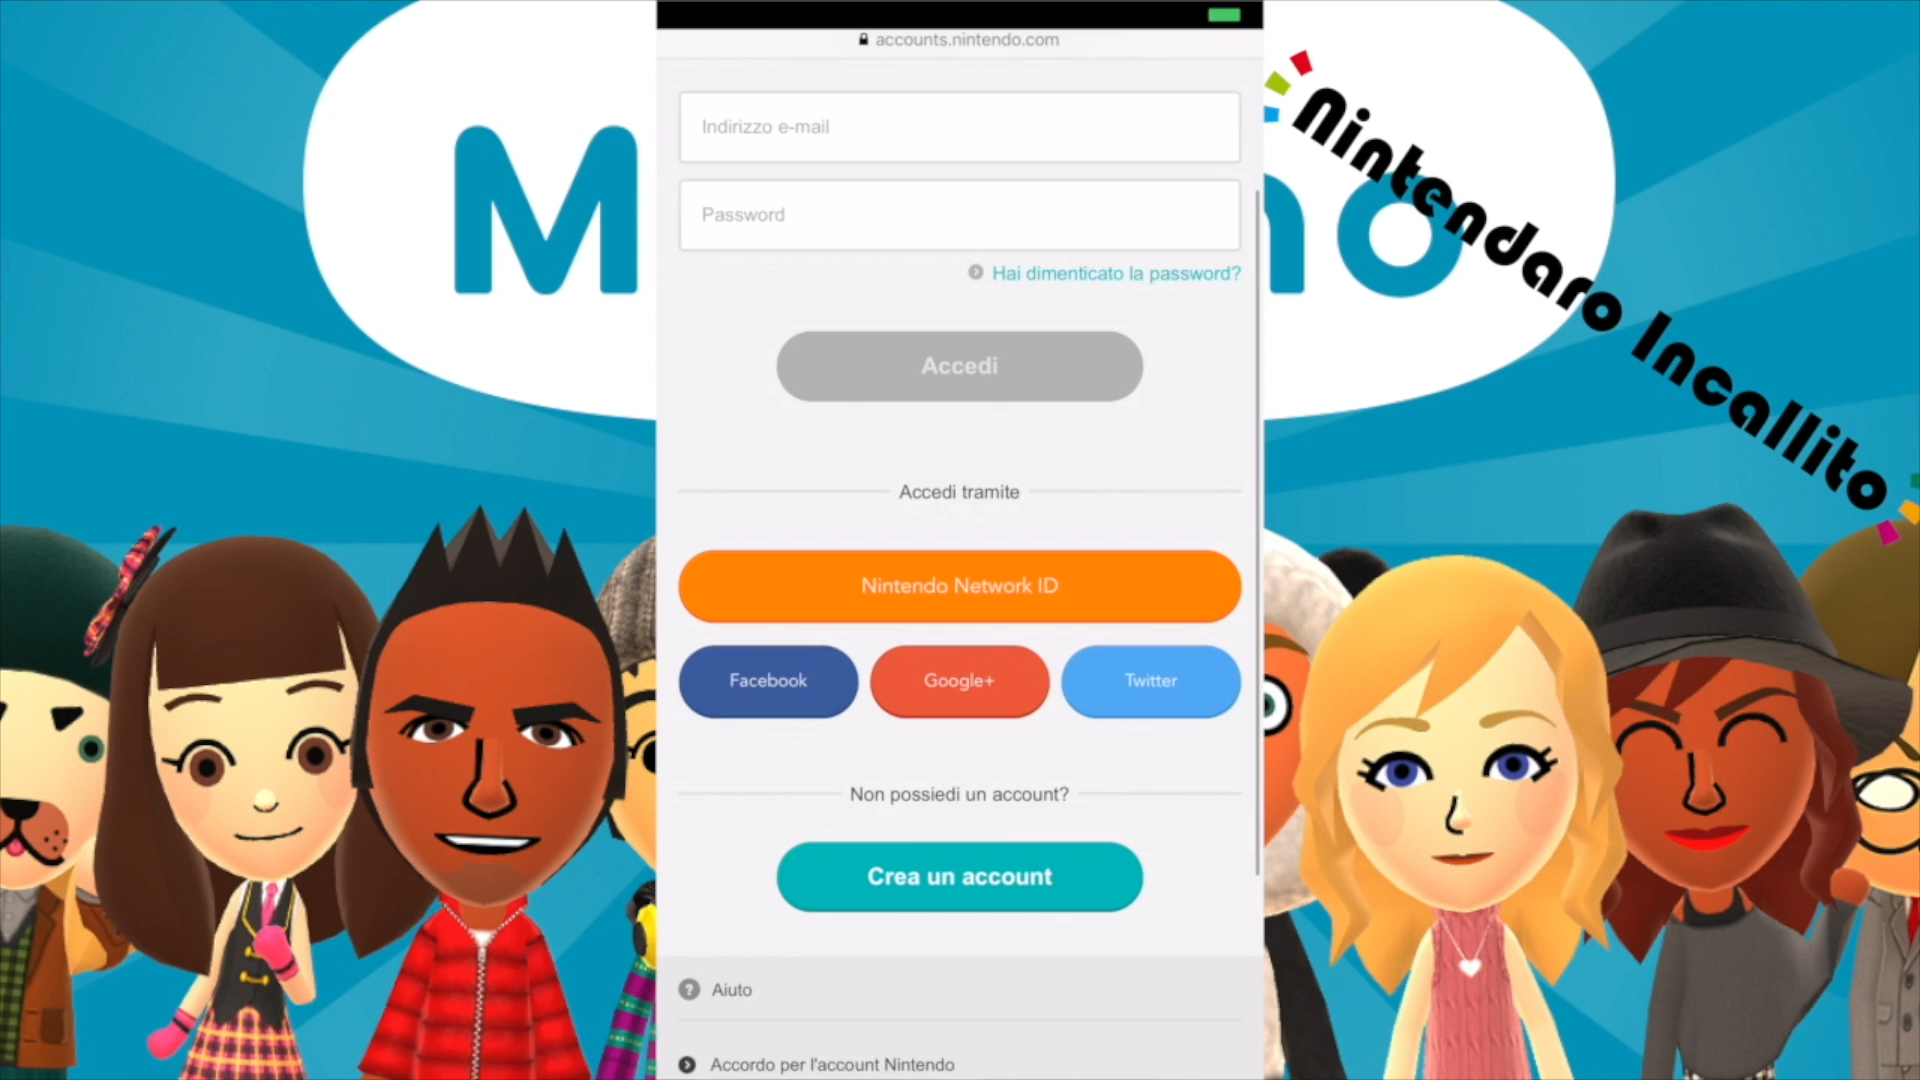 accounts.nintendo.com
Indirizzo e-mail
Password
Hai dimenticato la password?
Accedi
Accedi tramite
Nintendo Network ID
Facebook
Google+
Twitter
Non possiedi un account?
Crea un account
? Aiuto
Accordo per l'account Nintendo
M
Nintendaro Incallito